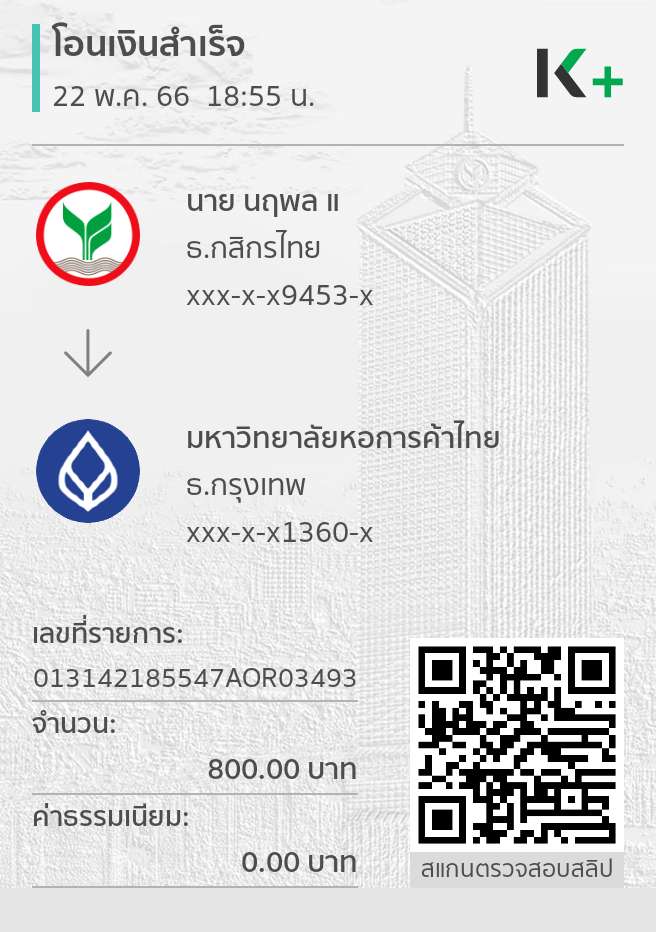 โอนเงินสำเร็จ
22 พ.ค. 66 18:55 น.
K+
นาย นฤพล แ
ธ.กสิกรไทย
xxx-x-x9453-x
มหาวิทยาลัยหอการค้าไทย
ธ.กรุงเทพ
xxx-x-x1360-x
เลขที่รายการ:
013142185547AOR03493
จำนวน:
800.00 บาท
ค่าธรรมเนียม:
0.00 บาท
สแกนตรวจสอบสลิป